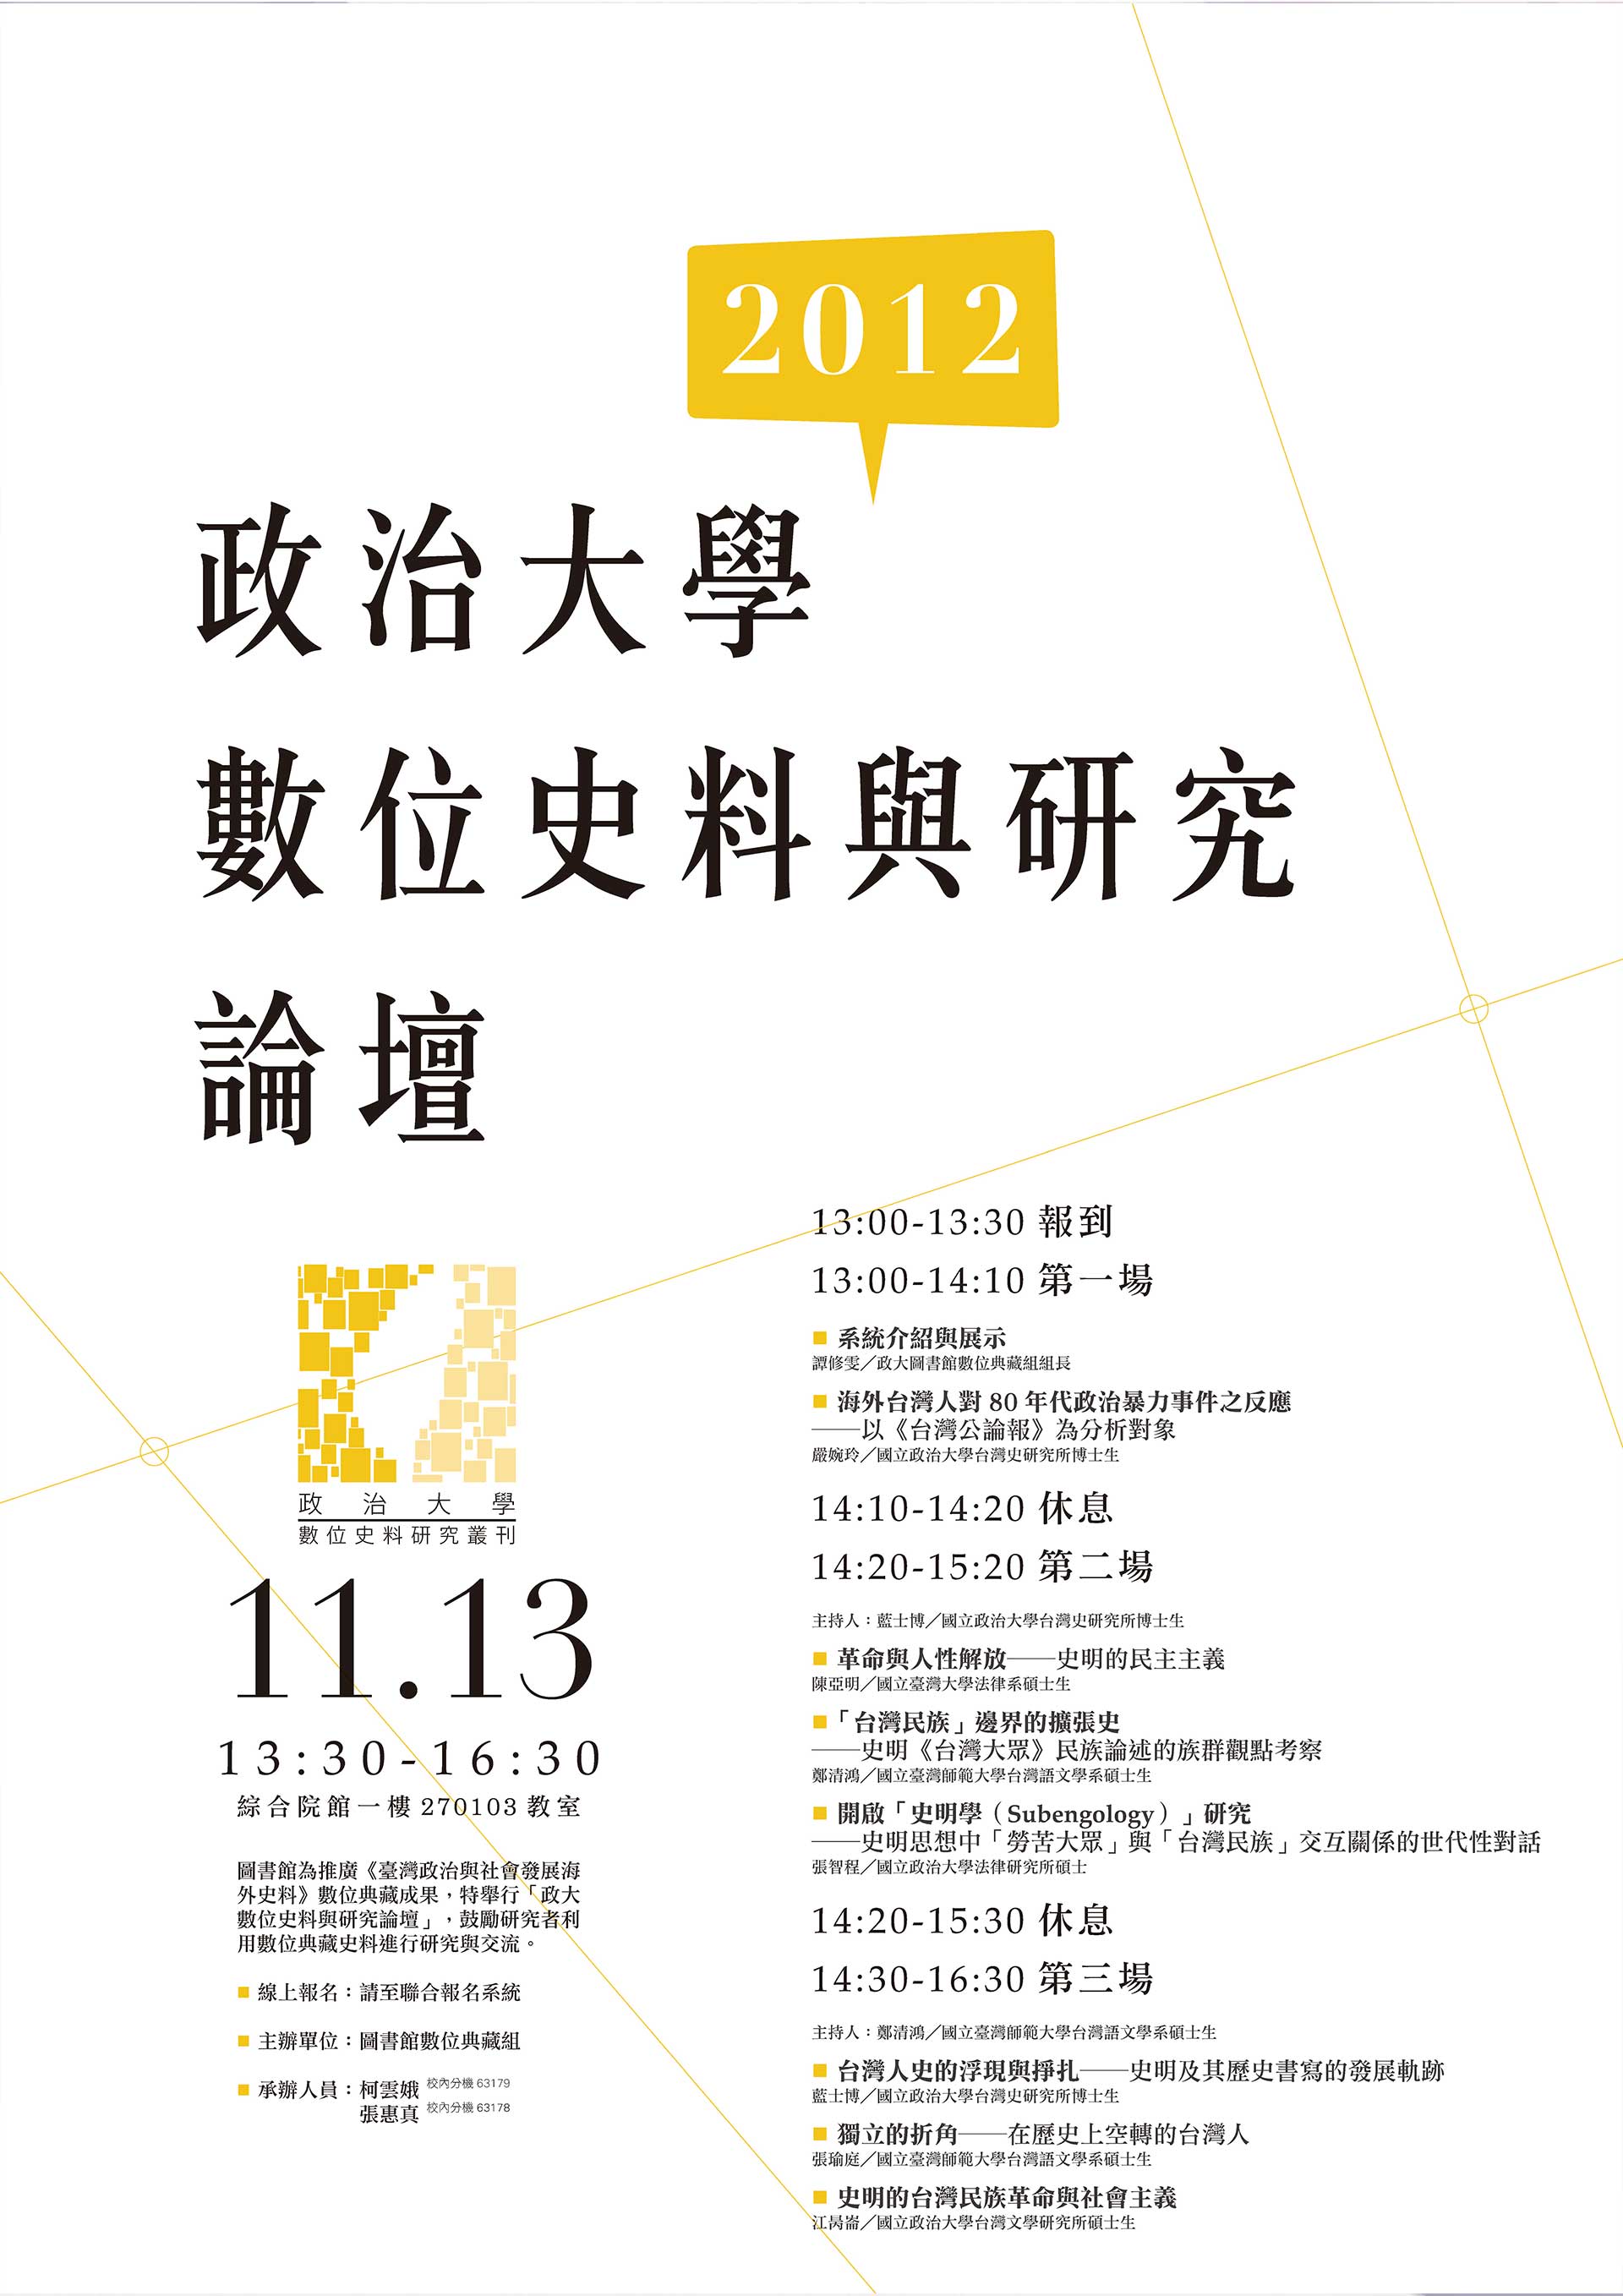 2012
政治大學
數位史料與研究
論壇
政治大學
數位史料研究叢刊
11.13
13:30-16:30
綜合院館一樓 270103 教室
圖書館為推廣《臺灣政治與社會發展海
外史料》數位典藏成果，特舉行「政大
數位史料與研究論壇」，鼓勵研究者利
用數位典藏史料進行研究與交流。
■ 線上報名：請至聯合報名系統
■ 主辦單位：圖書館數位典藏組
■ 承辦人員：柯雲娥 校內分機 63179
張惠真 校內分機 63178
13:00-13:30 報到
13:00-14:10 第一場
■ 系統介紹與展示
譚修雯／政大圖書館數位典藏組組長
■ 海外台灣人對 80 年代政治暴力事件之反應
——以《台灣公論報》為分析對象
嚴婉玲／國立政治大學台灣史研究所博士生
14:10-14:20 休息
14:20-15:20 第二場
主持人：藍士博／國立政治大學台灣史研究所博士生
■ 革命與人性解放——史明的民主主義
陳亞明／國立臺灣大學法律系碩士生
■「台灣民族」邊界的擴張史
——史明《台灣大眾》民族論述的族群觀點考察
鄭清鴻／國立臺灣師範大學台灣語文學系碩士生
■ 開啟「史明學（Subengology）」研究
——史明思想中「勞苦大眾」與「台灣民族」交互關係的世代性對話
張智程／國立政治大學法律研究所碩士
14:20-15:30 休息
14:30-16:30 第三場
主持人：鄭清鴻／國立臺灣師範大學台灣語文學系碩士生
■ 台灣人史的浮現與掙扎——史明及其歷史書寫的發展軌跡
藍士博／國立政治大學台灣史研究所博士生
■ 獨立的折角——在歷史上空轉的台灣人
張瑜庭／國立臺灣師範大學台灣語文學系碩士生
■ 史明的台灣民族革命與社會主義
江昺崙／國立政治大學台灣文學研究所碩士生